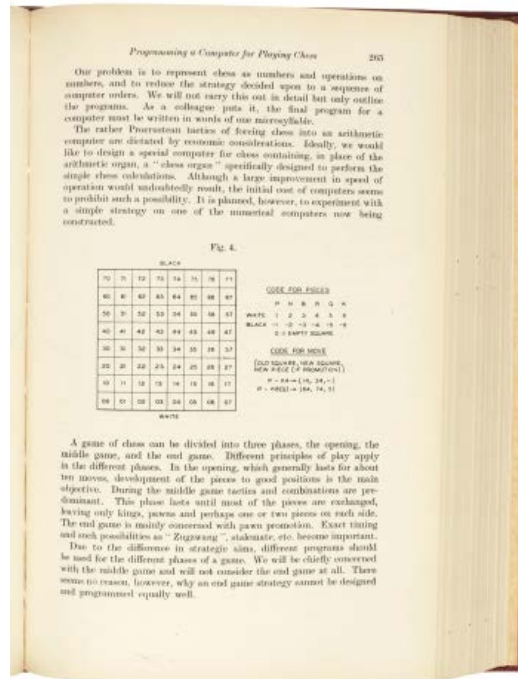 Programming a Computer for Playing Chess 265
Our problem is to represent chess as numbers and operations on
numbers, and to reduce the strategy decided upon to a sequence of
computer orders. We will not carry this out in detail but only outline
the programs. As a colleague puts it, the final program for a
computer must be written in words of one microsyllable.
The rather Procrustean tactics of forcing chess into an arithmetic
computer are dictated by economic considerations. Ideally, we would
like to design a special computer for chess containing, in place of the
arithmetic organ, a "chess organ" specifically designed to perform the
simple chess calculations. Although a large improvement in speed of
operation would undoubtedly result, the initial cost of computers seems
to prohibit such a possibility. It is planned, however, to experiment with
a simple strategy on one of the numerical computers now being
constructed.
Fig. 4.
BLACK
70 71 72 73 74 75 76 77
60 61 62 63 64 65 66 67
50 51 52 53 54 55 56 57
40 41 42 43 44 45 46 47
30 31 32 33 34 35 36 37
20 21 22 23 24 25 26 27
10 11 12 13 14 15 16 17
00 01 02 03 04 05 06 07
WHITE
CODE FOR PIECES
P N B R Q K
WHITE 1 2 3 4 5 6
BLACK -1 -2 -3 -4 -5 -6
0 = EMPTY SQUARE
CODE FOR MOVE
(OLD SQUARE, NEW SQUARE,
NEW PIECE (IF PROMOTION))
P - K4 → (14, 34, -)
A game of chess can be divided into three phases, the opening, the
middle game, and the end game. Different principles of play apply
in the different phases. In the opening, which generally lasts for about
ten moves, development of the pieces to good positions is the main
objective. During the middle game tactics and combinations are pre-
dominant. This phase lasts until most of the pieces are exchanged,
leaving only kings, pawns and perhaps one or two pieces on each side.
The end game is mainly concerned with pawn promotion. Exact timing
and such possibilities as "Zugzwang", stalemate, etc. become important.
Due to the difference in strategic aims, different programs should
be used for the different phases of a game. We will be chiefly concerned
with the middle game and will not consider the end game at all. There
seems no reason, however, why an end game strategy cannot be designed
and programmed equally well.